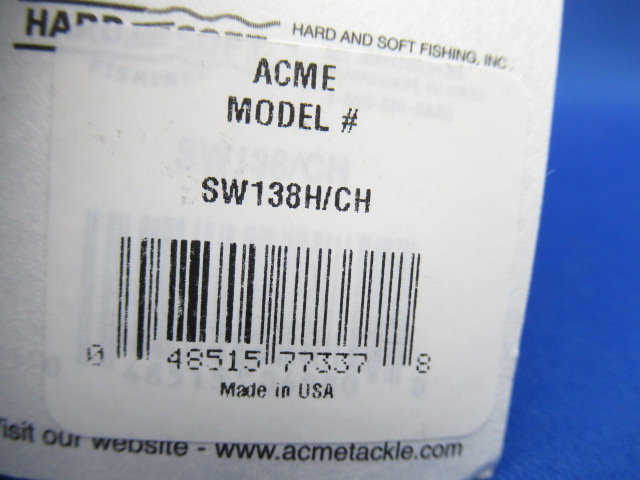 HARD AND SOFT FISHING, INC.
ACME
MODEL #
SW138H/CH
0 48515 77337 8
Made in USA
Visit our website - www.acmetackle.com